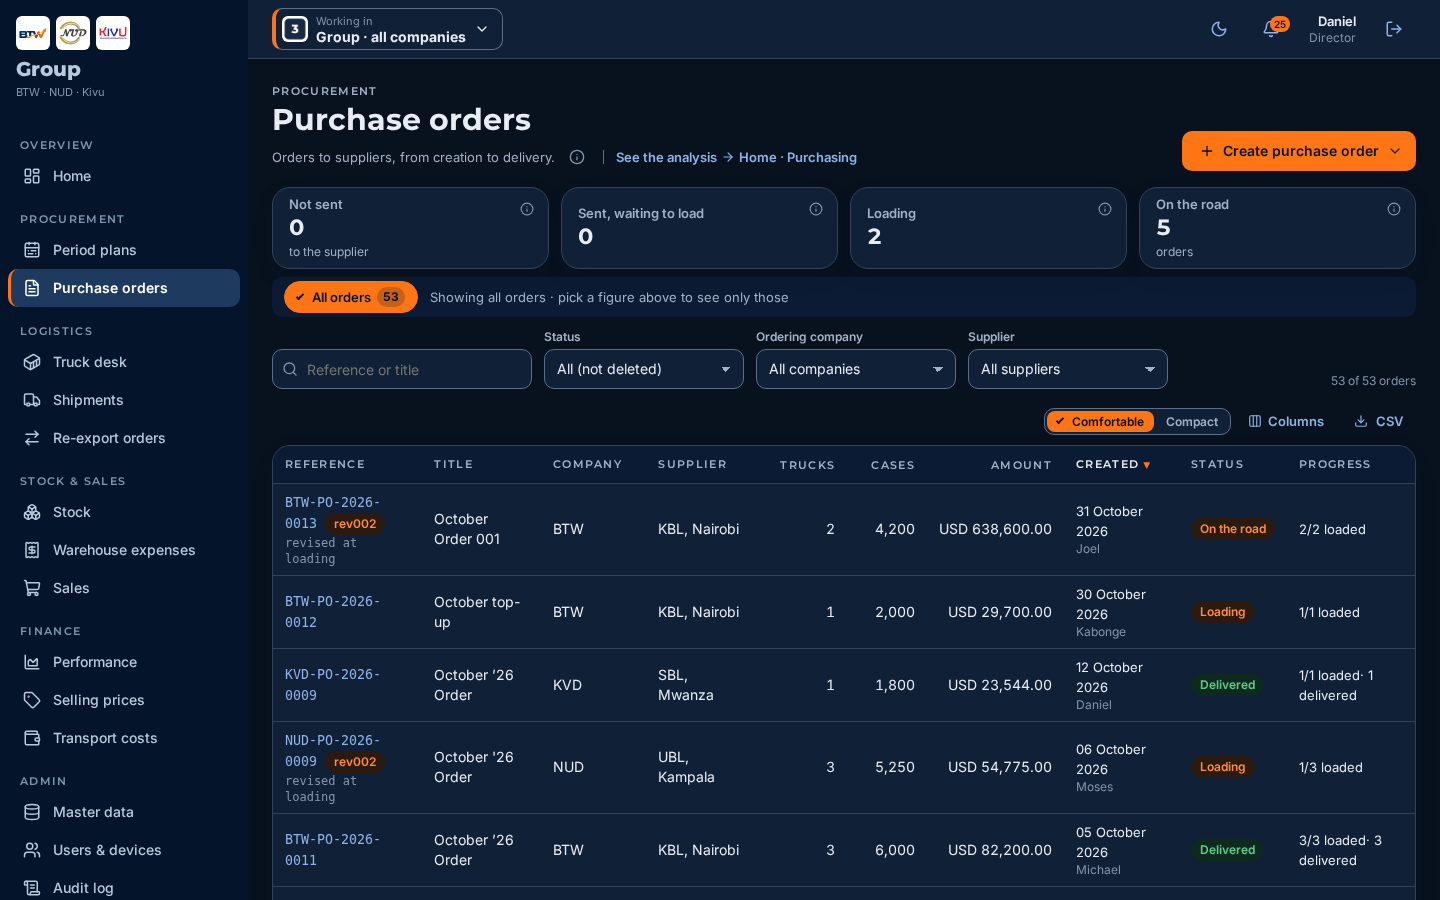 BTW NUD KIVU
Group
BTW · NUD · Kivu
OVERVIEW
Home
PROCUREMENT
Period plans
Purchase orders
LOGISTICS
Truck desk
Shipments
Re-export orders
STOCK & SALES
Stock
Warehouse expenses
Sales
FINANCE
Performance
Selling prices
Transport costs
ADMIN
Master data
Users & devices
Audit log
3
Working in
Group · all companies
25
Daniel
Director
PROCUREMENT
Purchase orders
Orders to suppliers, from creation to delivery.
See the analysis → Home · Purchasing
+ Create purchase order
Not sent
0
to the supplier
Sent, waiting to load
0
Loading
2
On the road
5
orders
✔ All orders 53
Showing all orders · pick a figure above to see only those
Reference or title
Status
All (not deleted)
Ordering company
All companies
Supplier
All suppliers
53 of 53 orders
✔ Comfortable
Compact
Columns
CSV
REFERENCE TITLE COMPANY SUPPLIER TRUCKS CASES AMOUNT CREATED ▼ STATUS PROGRESS
BTW-PO-2026-
0013 rev002
revised at
loading
October
Order 001
BTW
KBL, Nairobi
2
4,200
USD 638,600.00
31 October
2026
Joel
On the road
2/2 loaded
BTW-PO-2026-
0012
October top-
up
BTW
KBL, Nairobi
1
2,000
USD 29,700.00
30 October
2026
Kabonge
Loading
1/1 loaded
KVD-PO-2026-
0009
October ’26
Order
KVD
SBL,
Mwanza
1
1,800
USD 23,544.00
12 October
2026
Daniel
Delivered
1/1 loaded· 1
delivered
NUD-PO-2026-
0009 rev002
revised at
loading
October '26
Order
NUD
UBL,
Kampala
3
5,250
USD 54,775.00
06 October
2026
Moses
Loading
1/3 loaded
BTW-PO-2026-
0011
October ’26
Order
BTW
KBL, Nairobi
3
6,000
USD 82,200.00
05 October
2026
Michael
Delivered
3/3 loaded· 3
delivered